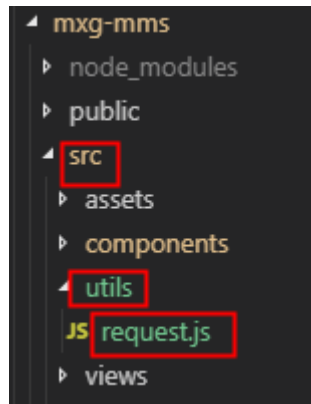 mxg-mms
node_modules
public
src
assets
components
utils
JS request.js
views